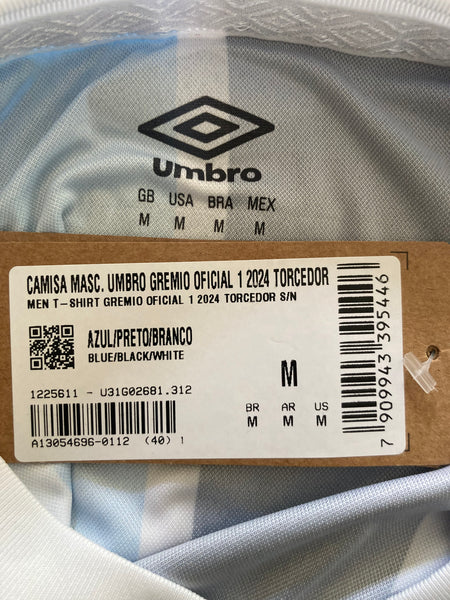 umbro
GB USA BRA MEX
M M M M
CAMISA MASC. UMBRO GREMIO OFICIAL 1 2024 TORCEDOR
MEN T-SHIRT GREMIO OFICIAL 1 2024 TORCEDOR S/N
AZUL/PRETO/BRANCO
BLUE/BLACK/WHITE
1225611 - U31G02681.312
A13054696-0112 (40) 1
M
BR AR US
M M M
7 909943 395446